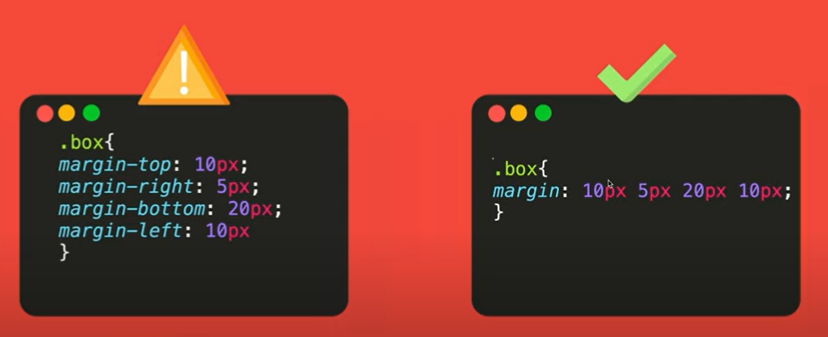 .box{
margin-top: 10px;
margin-right: 5px;
margin-bottom: 20px;
margin-left: 10px
}
.box{
margin: 10px 5px 20px 10px;
}